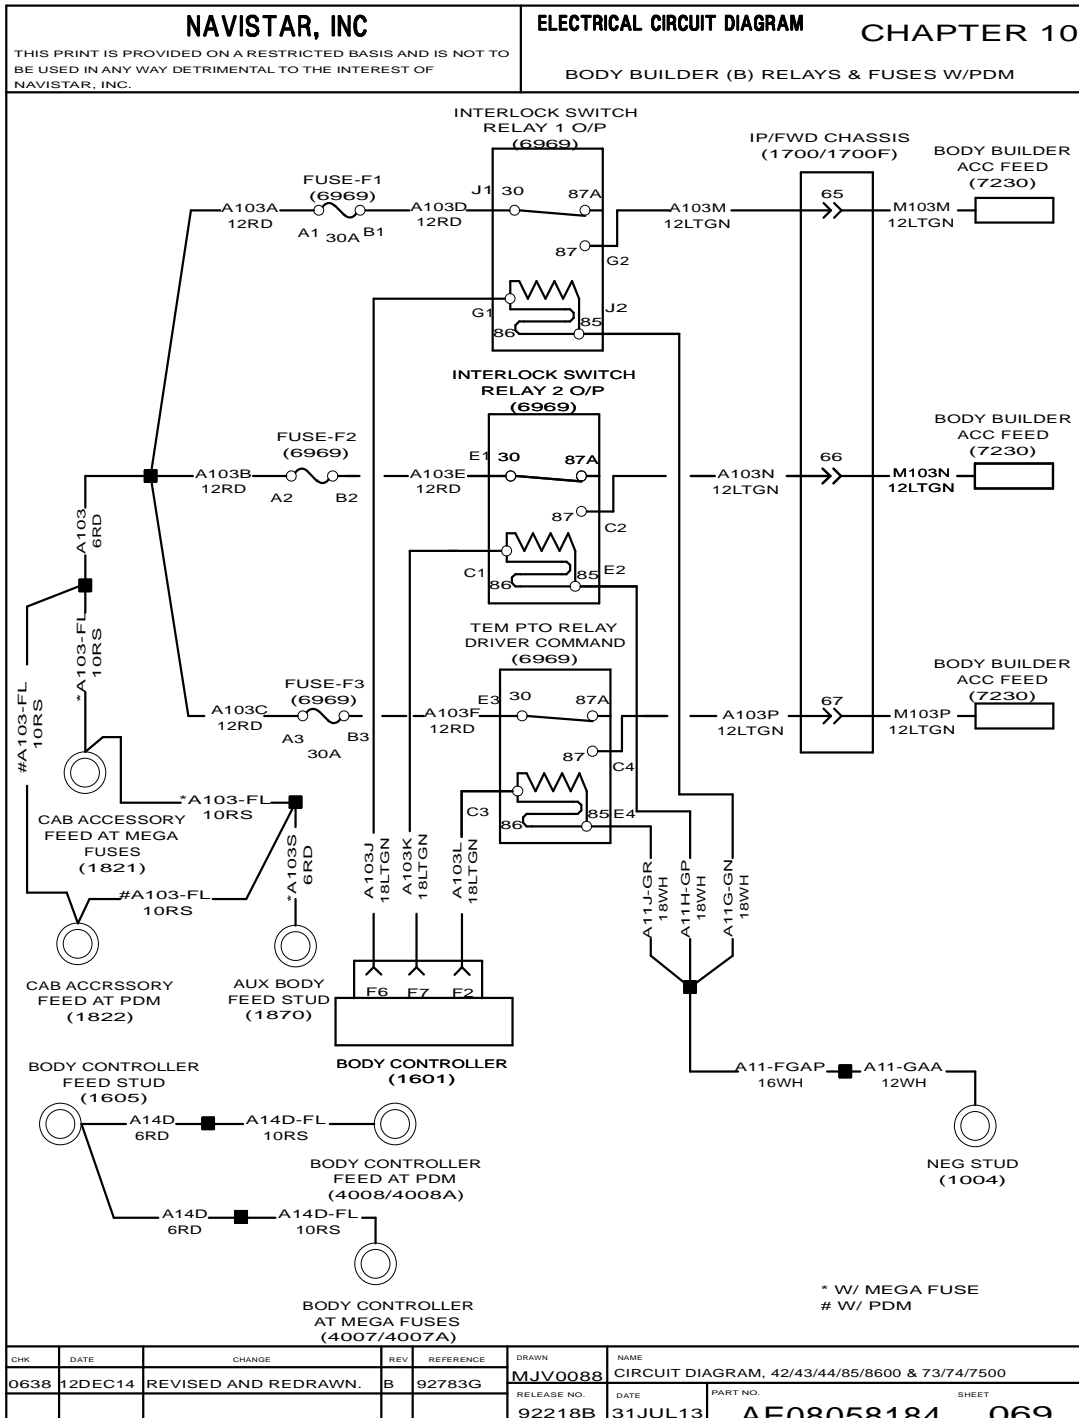 NAVISTAR, INC
THIS PRINT IS PROVIDED ON A RESTRICTED BASIS AND IS NOT TO
BE USED IN ANY WAY DETRIMENTAL TO THE INTEREST OF
NAVISTAR, INC.
ELECTRICAL CIRCUIT DIAGRAM
CHAPTER 10
BODY BUILDER (B) RELAYS & FUSES W/PDM
INTERLOCK SWITCH
RELAY 1 O/P
(6969)
IP/FWD CHASSIS
(1700/1700F)
BODY BUILDER
ACC FEED
(7230)
FUSE-F1
(6969)
A103A
12RD
A1
30A
B1
A103D
12RD
J1
30
87A
87
G2
A103M
12LTGN
65
M103M
12LTGN
G1
86
85
J2
INTERLOCK SWITCH
RELAY 2 O/P
(6969)
BODY BUILDER
ACC FEED
(7230)
FUSE-F2
(6969)
A103B
12RD
A2
B2
A103E
12RD
E1
30
87A
87
C2
A103N
12LTGN
66
M103N
12LTGN
C1
86
85
E2
A103
6RD
*A103-FL
10RS
#A103-FL
10RS
TEM PTO RELAY
DRIVER COMMAND
(6969)
BODY BUILDER
ACC FEED
(7230)
FUSE-F3
(6969)
A103C
12RD
A3
30A
B3
A103F
12RD
E3
30
87A
87
C4
A103P
12LTGN
67
M103P
12LTGN
C3
86
85
E4
CAB ACCESSORY
FEED AT MEGA
FUSES
(1821)
*A103-FL
10RS
*A103S
6RD
#A103-FL
10RS
A103J
18LTGN
A103K
18LTGN
A103L
18LTGN
A11J-GR
18WH
A11H-GP
18WH
A11G-GN
18WH
CAB ACCRSSORY
FEED AT PDM
(1822)
AUX BODY
FEED STUD
(1870)
F6
F7
F2
BODY CONTROLLER
(1601)
BODY CONTROLLER
FEED STUD
(1605)
A14D
6RD
A14D-FL
10RS
BODY CONTROLLER
FEED AT PDM
(4008/4008A)
A14D
6RD
A14D-FL
10RS
BODY CONTROLLER
AT MEGA FUSES
(4007/4007A)
A11-FGAP
16WH
A11-GAA
12WH
NEG STUD
(1004)
* W/ MEGA FUSE
# W/ PDM
CHK DATE CHANGE REV REFERENCE
0638 12DEC14 REVISED AND REDRAWN. B 92783G
DRAWN
MJV0088
NAME
CIRCUIT DIAGRAM, 42/43/44/85/8600 & 73/74/7500
RELEASE NO.
92218B
DATE
31JUL13
PART NO.
AF08058184
SHEET
069